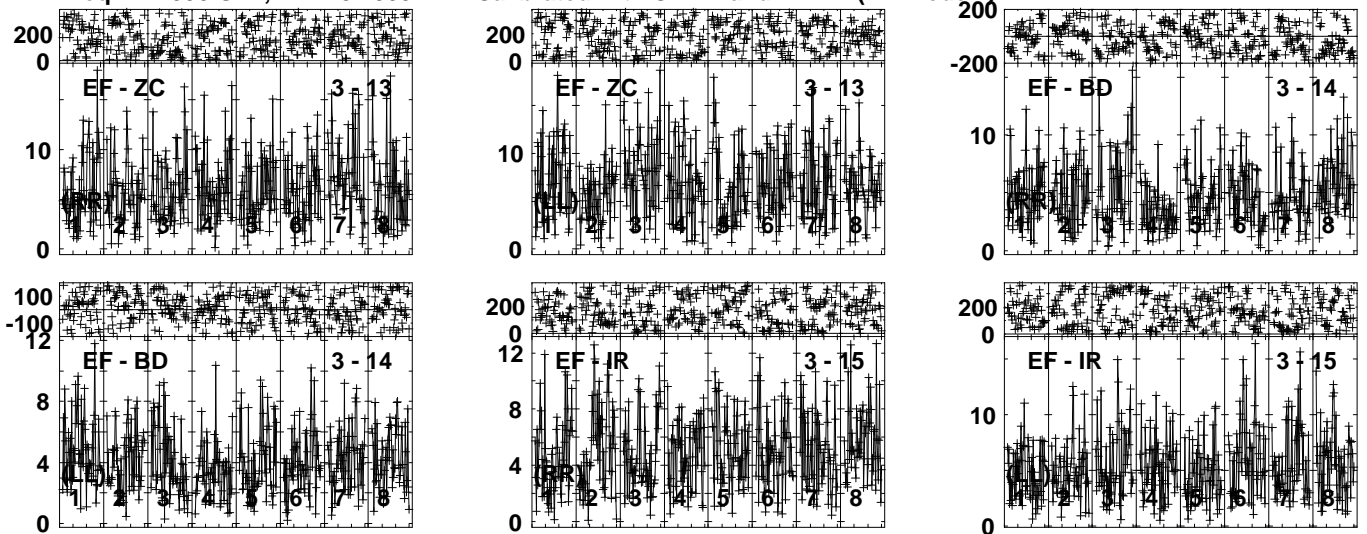 200 200 200
0 0 -200
EF - ZC 3 - 13 EF - ZC 3 - 13 EF - BD 3 - 14
10 10 10
(RR) (LL) (RR)
1 2 3 4 5 6 7 8 1 2 3 4 5 6 7 8 1 2 3 4 5 6 7 8
0 0 0
100 200 200
-100 0 0
12 12
EF - BD 3 - 14 EF - IR 3 - 15 EF - IR 3 - 15
8 8 10
4 4
(LL) (RR) (LL)
1 2 3 4 5 6 7 8 1 2 3 4 5 6 7 8 1 2 3 4 5 6 7 8
0 0 0